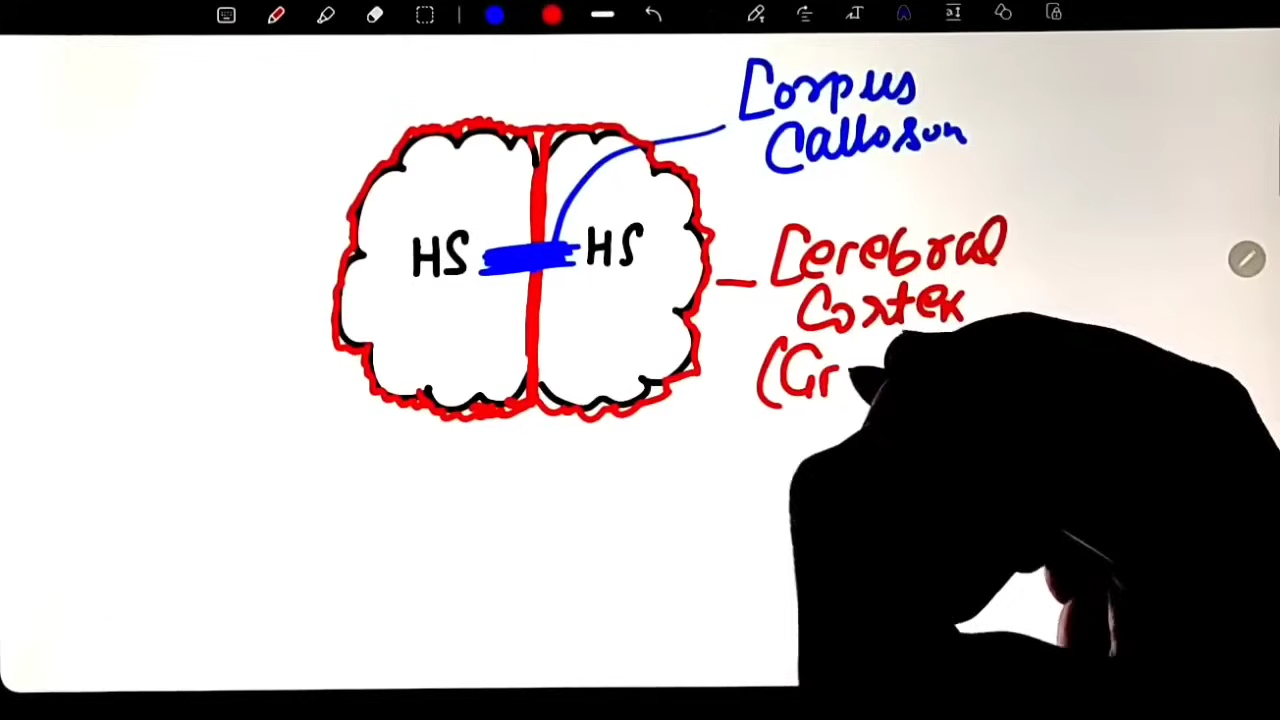 Corpus
Callosum
HS HS
Cerebral
Cortex
(Gr